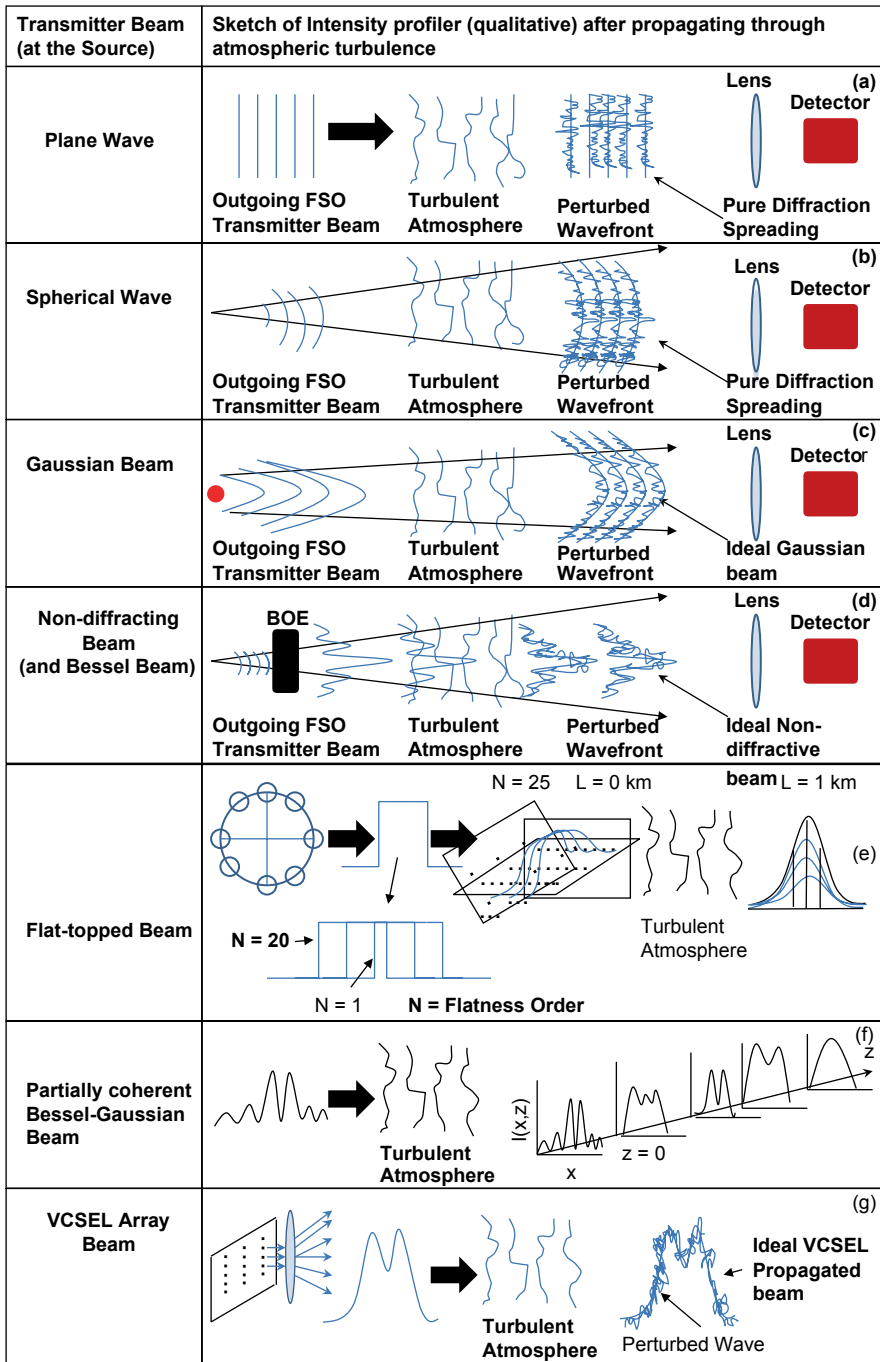 Transmitter Beam
(at the Source)
Sketch of Intensity profiler (qualitative) after propagating through
atmospheric turbulence
Plane Wave
(a)
Lens
Detector
Outgoing FSO
Transmitter Beam
Turbulent
Atmosphere
Perturbed
Wavefront
Pure Diffraction
Spreading
Spherical Wave
(b)
Lens
Detector
Outgoing FSO
Transmitter Beam
Turbulent
Atmosphere
Perturbed
Wavefront
Pure Diffraction
Spreading
Gaussian Beam
(c)
Lens
Detector
Outgoing FSO
Transmitter Beam
Turbulent
Atmosphere
Perturbed
Wavefront
Ideal Gaussian
beam
Non-diffracting
Beam
(and Bessel Beam)
BOE
(d)
Lens
Detector
Outgoing FSO
Transmitter Beam
Turbulent
Atmosphere
Perturbed
Wavefront
Ideal Non-
diffractive
beam
Flat-topped Beam
N = 25
L = 0 km
L = 1 km
(e)
Turbulent
Atmosphere
N = 20
N = 1
N = Flatness Order
Partially coherent
Bessel-Gaussian
Beam
(f)
z
I(x,z)
x
z = 0
Turbulent
Atmosphere
VCSEL Array
Beam
(g)
Turbulent
Atmosphere
Ideal VCSEL
Propagated
beam
Perturbed Wave